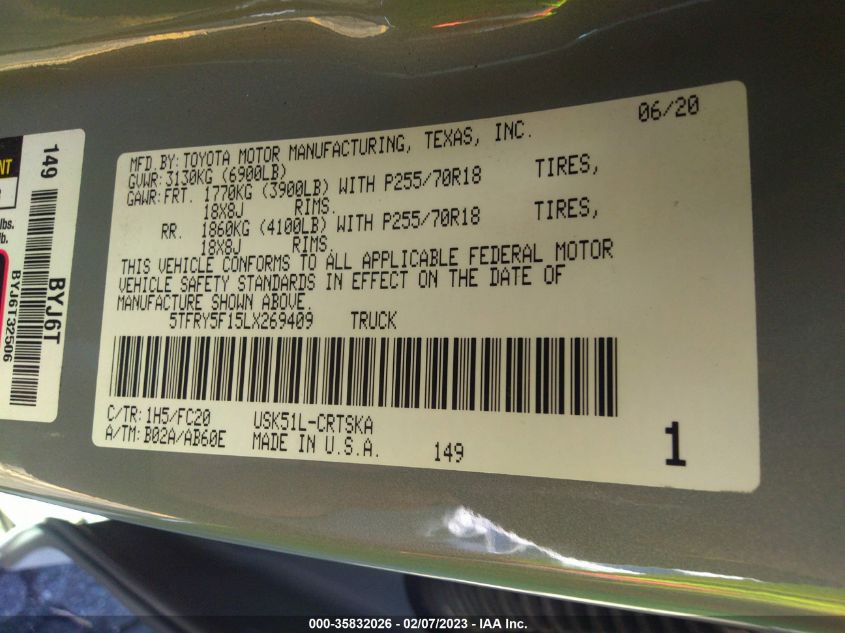 06/20
MFD.BY: TOYOTA MOTOR MANUFACTURING, TEXAS, INC.
GVWR: 3130KG (6900LB)
GAWR: FRT. 1770KG (3900LB) WITH P255/70R18 TIRES,
18X8J RIMS.
RR. 1860KG (4100LB) WITH P255/70R18 TIRES,
18X8J RIMS.
THIS VEHICLE CONFORMS TO ALL APPLICABLE FEDERAL MOTOR
VEHICLE SAFETY STANDARDS IN EFFECT ON THE DATE OF
MANUFACTURE SHOWN ABOVE.
5TFRY5F15LX269409 TRUCK
C/TR: 1H5/FC20 USK51L-CRTSKA
A/TM: B02A/AB60E MADE IN U.S.A. 149 1
149
BYJ6T
BYJ6T32506
lbs.
lb.
000-35832026 - 02/07/2023 - IAA Inc.